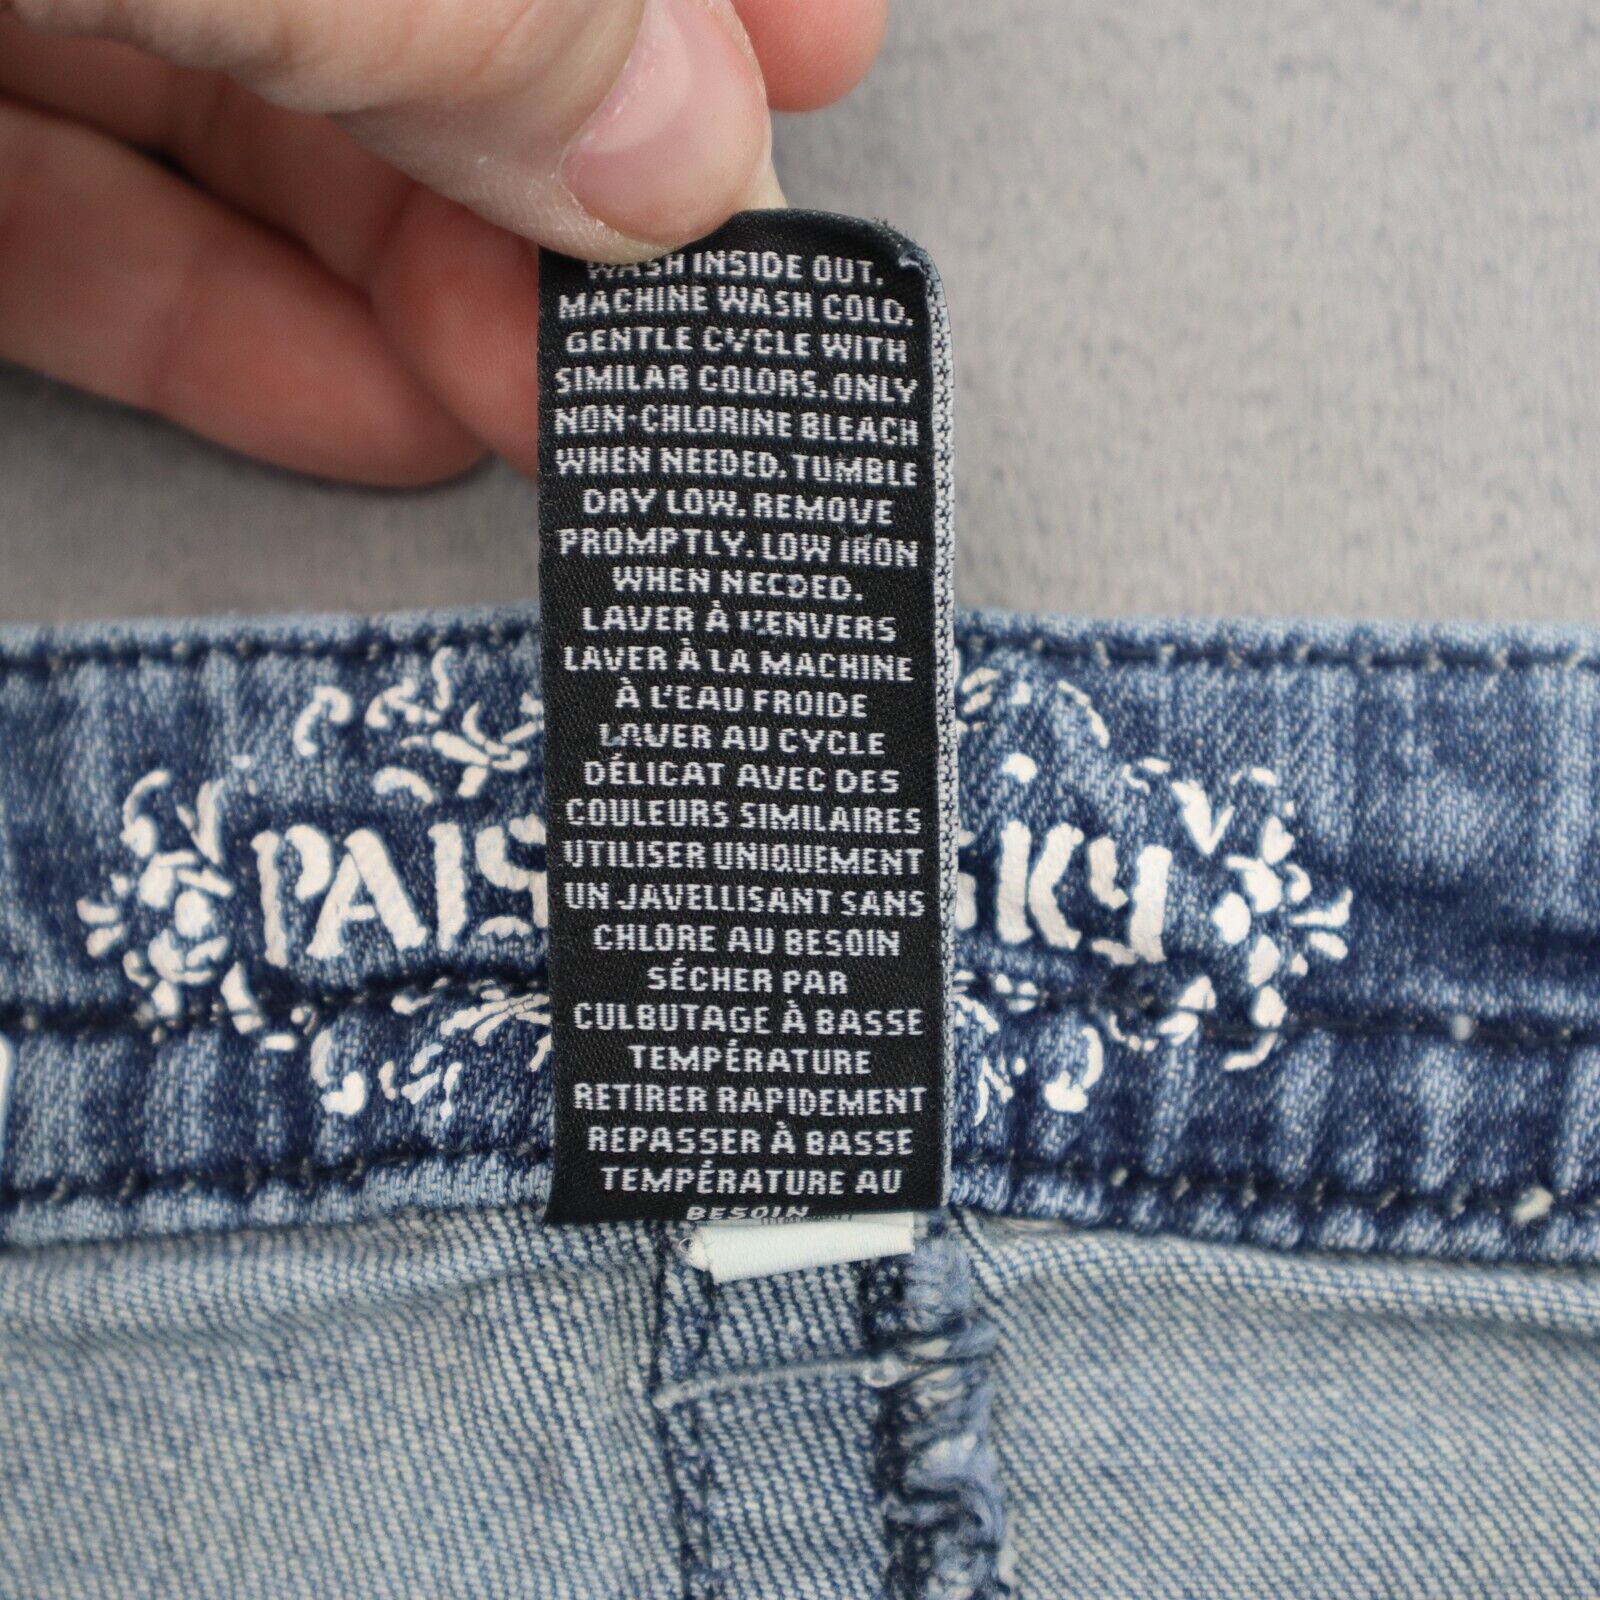 WASH INSIDE OUT.
MACHINE WASH COLD.
GENTLE CYCLE WITH
SIMILAR COLORS. ONLY
NON-CHLORINE BLEACH
WHEN NEEDED. TUMBLE
DRY LOW. REMOVE
PROMPTLY. LOW IRON
WHEN NEEDED.
LAVER À L'ENVERS
LAVER À LA MACHINE
À L'EAU FROIDE
LAVER AU CYCLE
DÉLICAT AVEC DES
COULEURS SIMILAIRES
UTILISER UNIQUEMENT
UN JAVELLISANT SANS
CHLORE AU BESOIN
SÉCHER PAR
CULBUTAGE À BASSE
TEMPÉRATURE
RETIRER RAPIDEMENT
REPASSER À BASSE
TEMPÉRATURE AU
BESOIN
PAIS
SKY